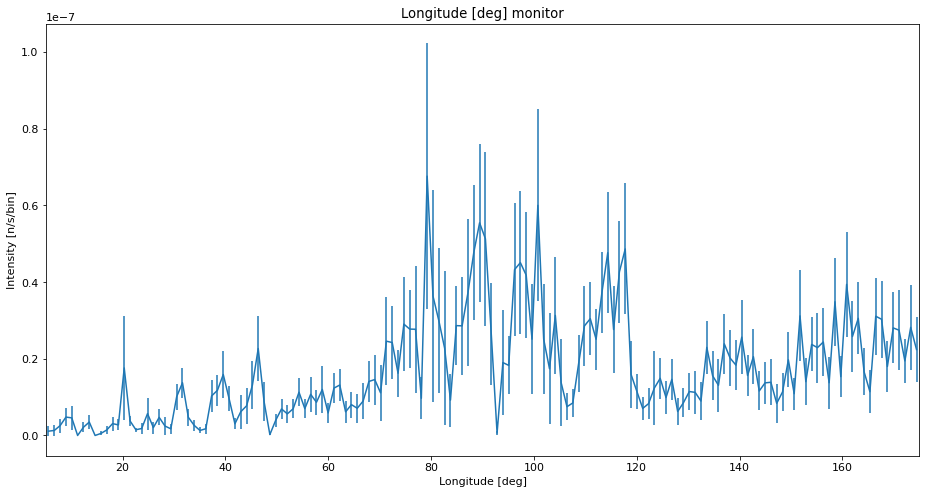 Longitude [deg] monitor
1e−7
1.0
0.8
0.6
0.4
0.2
0.0
Intensity [n/s/bin]
20 40 60 80 100 120 140 160
Longitude [deg]